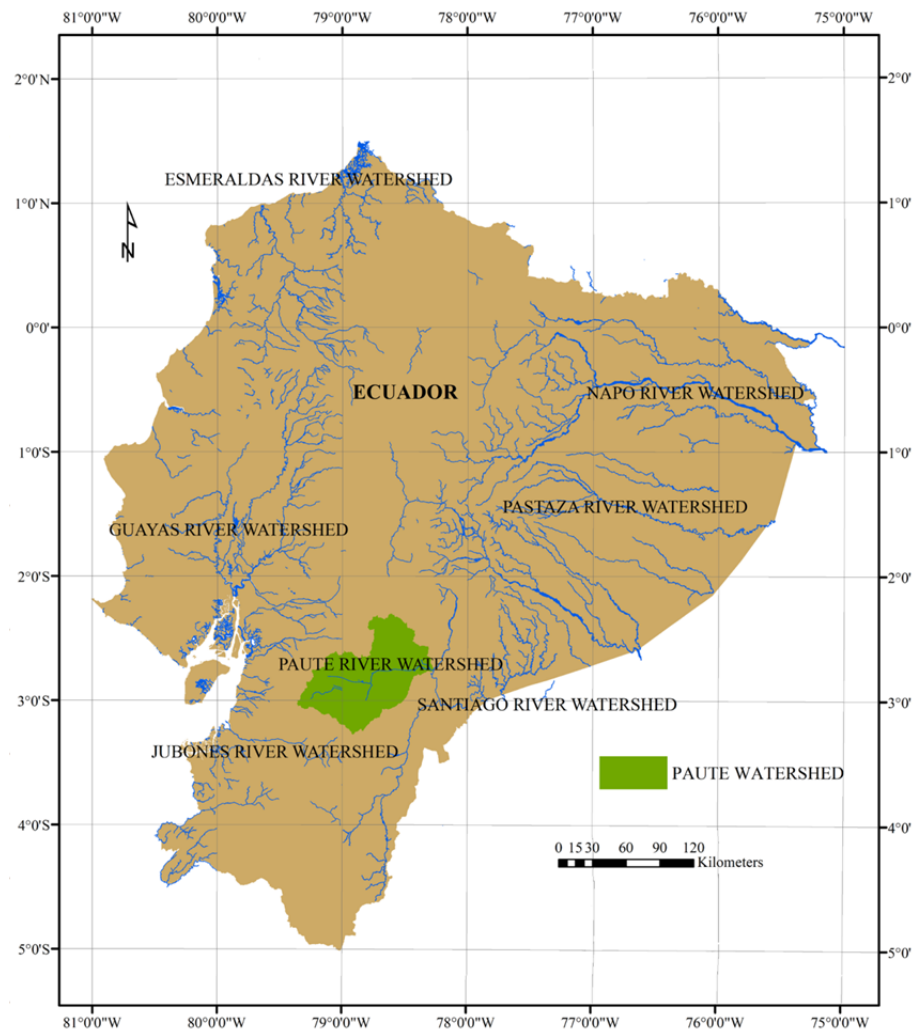 81°0'0"W 80°0'0"W 79°0'0"W 78°0'0"W 77°0'0"W 76°0'0"W 75°0'0"W
2°0'N 2°0'N
ESMERALDAS RIVER WATERSHED
1°0'N 1°0'N
N
0°0' 0°0'
ECUADOR
NAPO RIVER WATERSHED
1°0'S 1°0'S
PASTAZA RIVER WATERSHED
GUAYAS RIVER WATERSHED
2°0'S 2°0'S
PAUTE RIVER WATERSHED
3°0'S 3°0'S
SANTIAGO RIVER WATERSHED
JUBONES RIVER WATERSHED
PAUTE WATERSHED
4°0'S 4°0'S
0 15 30 60 90 120
Kilometers
5°0'S 5°0'S
81°0'0"W 80°0'0"W 79°0'0"W 78°0'0"W 77°0'0"W 76°0'0"W 75°0'0"W